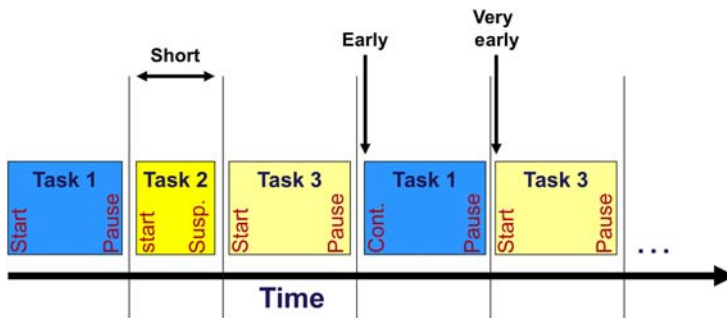 Very
early
Early
Short
Task 1
Task 2
Task 3
Task 1
Task 3
Start
Pause
start
Susp.
Start
Pause
Cont.
Pause
Start
Pause
...
Time